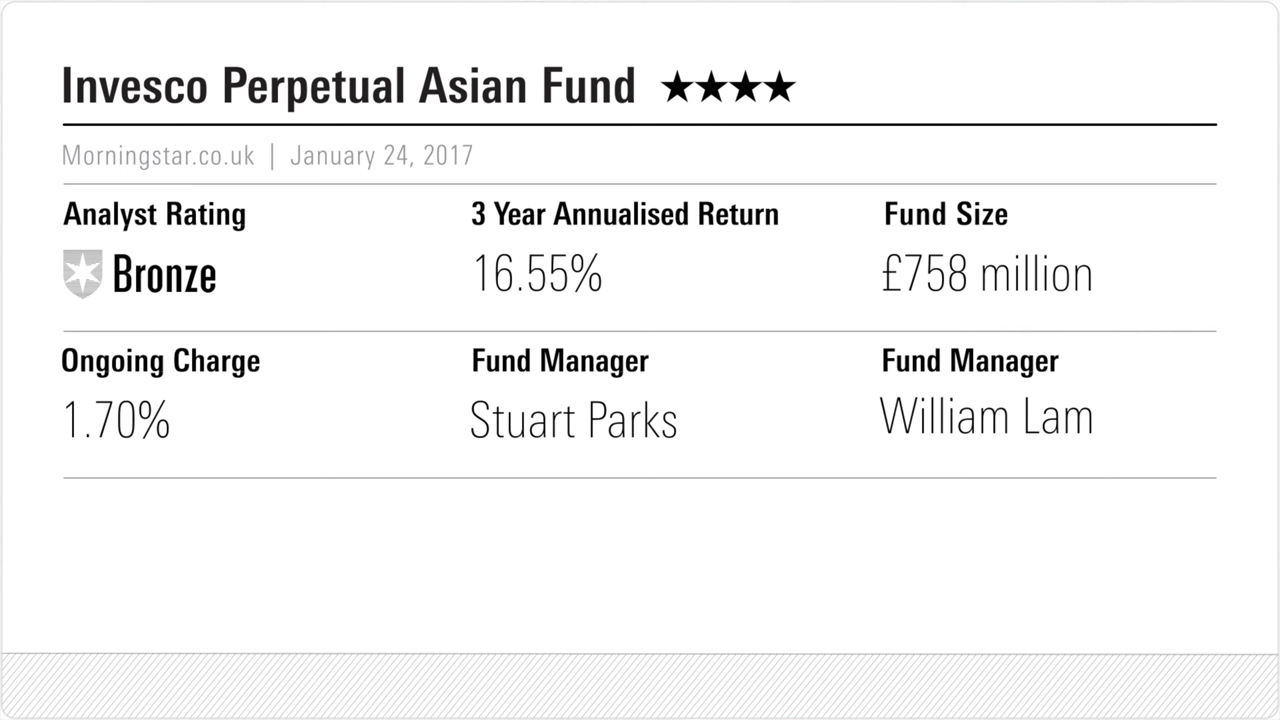 Invesco Perpetual Asian Fund ★★★★
Morningstar.co.uk | January 24, 2017
Analyst Rating
Bronze
3 Year Annualised Return
16.55%
Fund Size
£758 million
Ongoing Charge
1.70%
Fund Manager
Stuart Parks
Fund Manager
William Lam